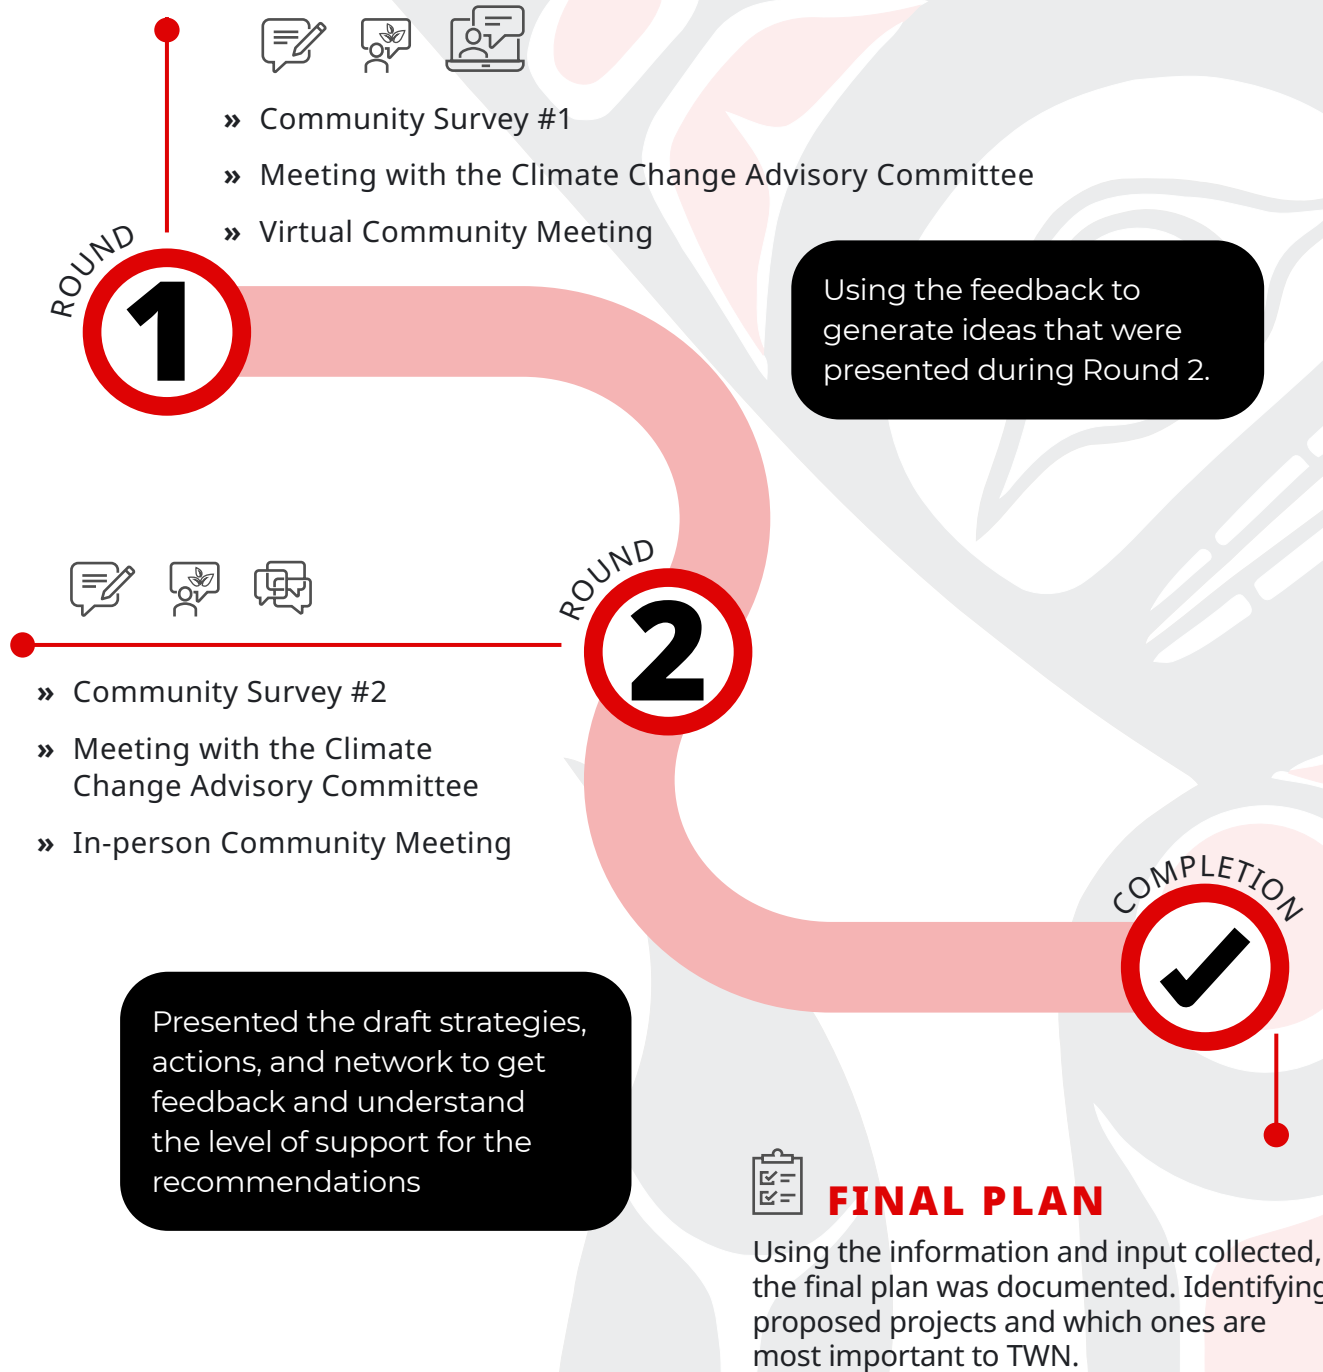 » Community Survey #1
» Meeting with the Climate Change Advisory Committee
» Virtual Community Meeting
ROUND
1
Using the feedback to
generate ideas that were
presented during Round 2.
ROUND
2
» Community Survey #2
» Meeting with the Climate
Change Advisory Committee
» In-person Community Meeting
COMPLETION
Presented the draft strategies,
actions, and network to get
feedback and understand
the level of support for the
recommendations
FINAL PLAN
Using the information and input collected,
the final plan was documented. Identifying
proposed projects and which ones are
most important to TWN.